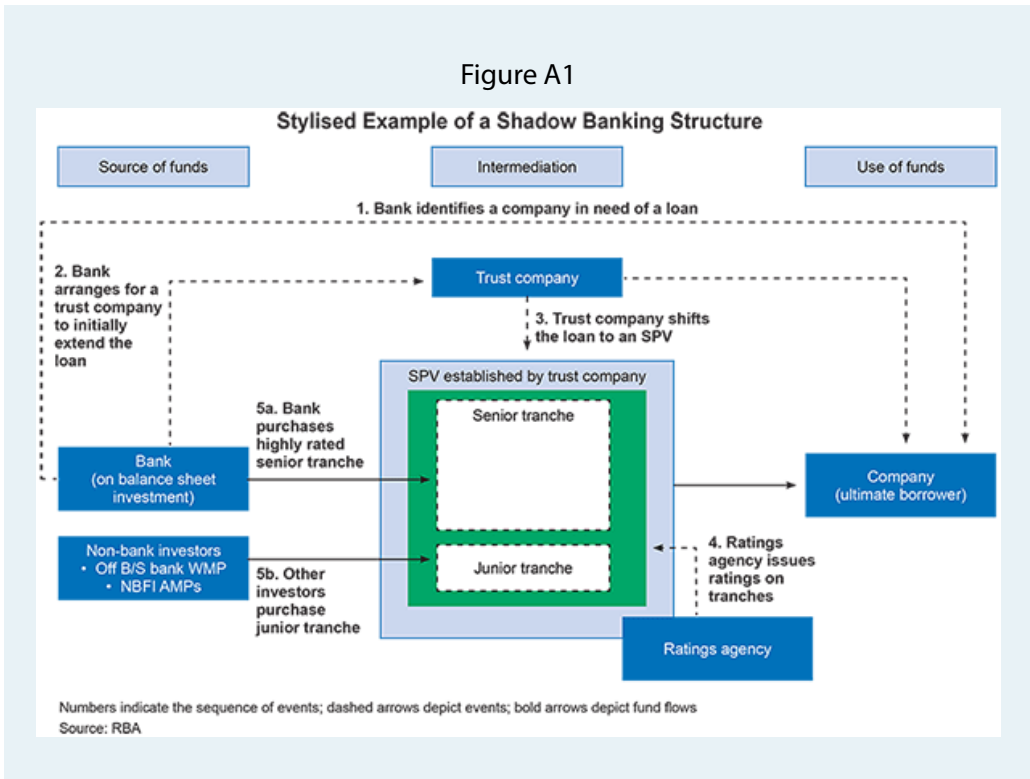 Figure A1
Stylised Example of a Shadow Banking Structure
Source of funds
Intermediation
Use of funds
1. Bank identifies a company in need of a loan
2. Bank
arranges for a
trust company
to initially
extend the
loan
Trust company
3. Trust company shifts
the loan to an SPV
SPV established by trust company
Senior tranche
5a. Bank
purchases
highly rated
senior tranche
Bank
(on balance sheet
investment)
Company
(ultimate borrower)
Non-bank investors
• Off B/S bank WMP
• NBFI AMPs
5b. Other
investors
purchase
junior tranche
Junior tranche
4. Ratings
agency issues
ratings on
tranches
Ratings agency
Numbers indicate the sequence of events; dashed arrows depict events; bold arrows depict fund flows
Source: RBA